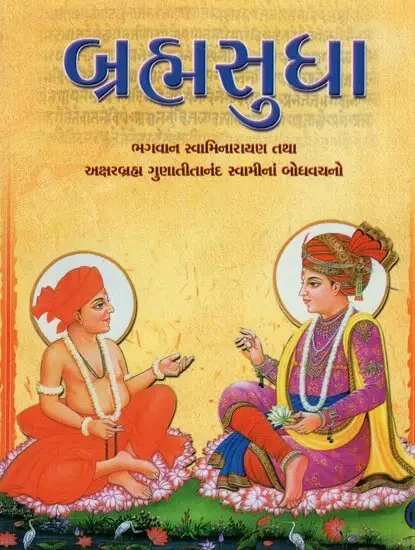 બ્રહ્મસુધા
ભગવાન સ્વામિનારાયણ તથા
અક્ષરબ્રહ્મ ગુણાતીતાનંદ સ્વામીનાં બોધવચનો